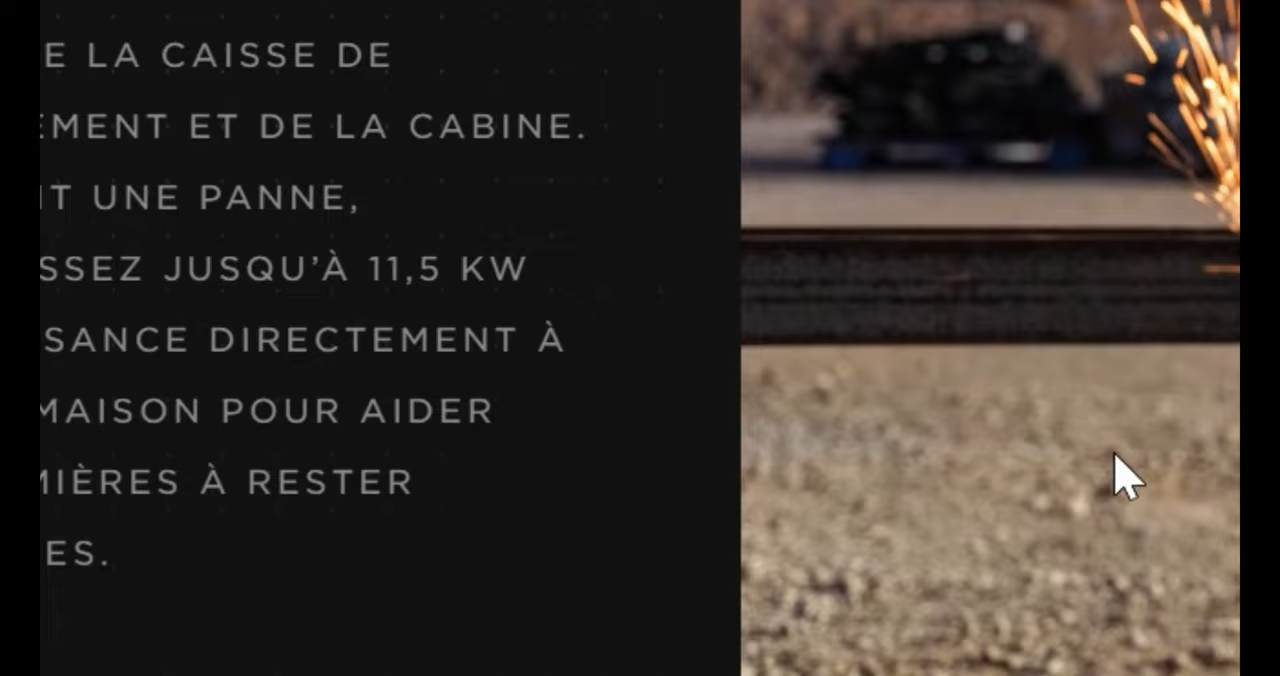 E LA CAISSE DE
EMENT ET DE LA CABINE.
NT UNE PANNE,
SSEZ JUSQU’À 11,5 KW
SANCE DIRECTEMENT À
MAISON POUR AIDER
MIÈRES À RESTER
ES.